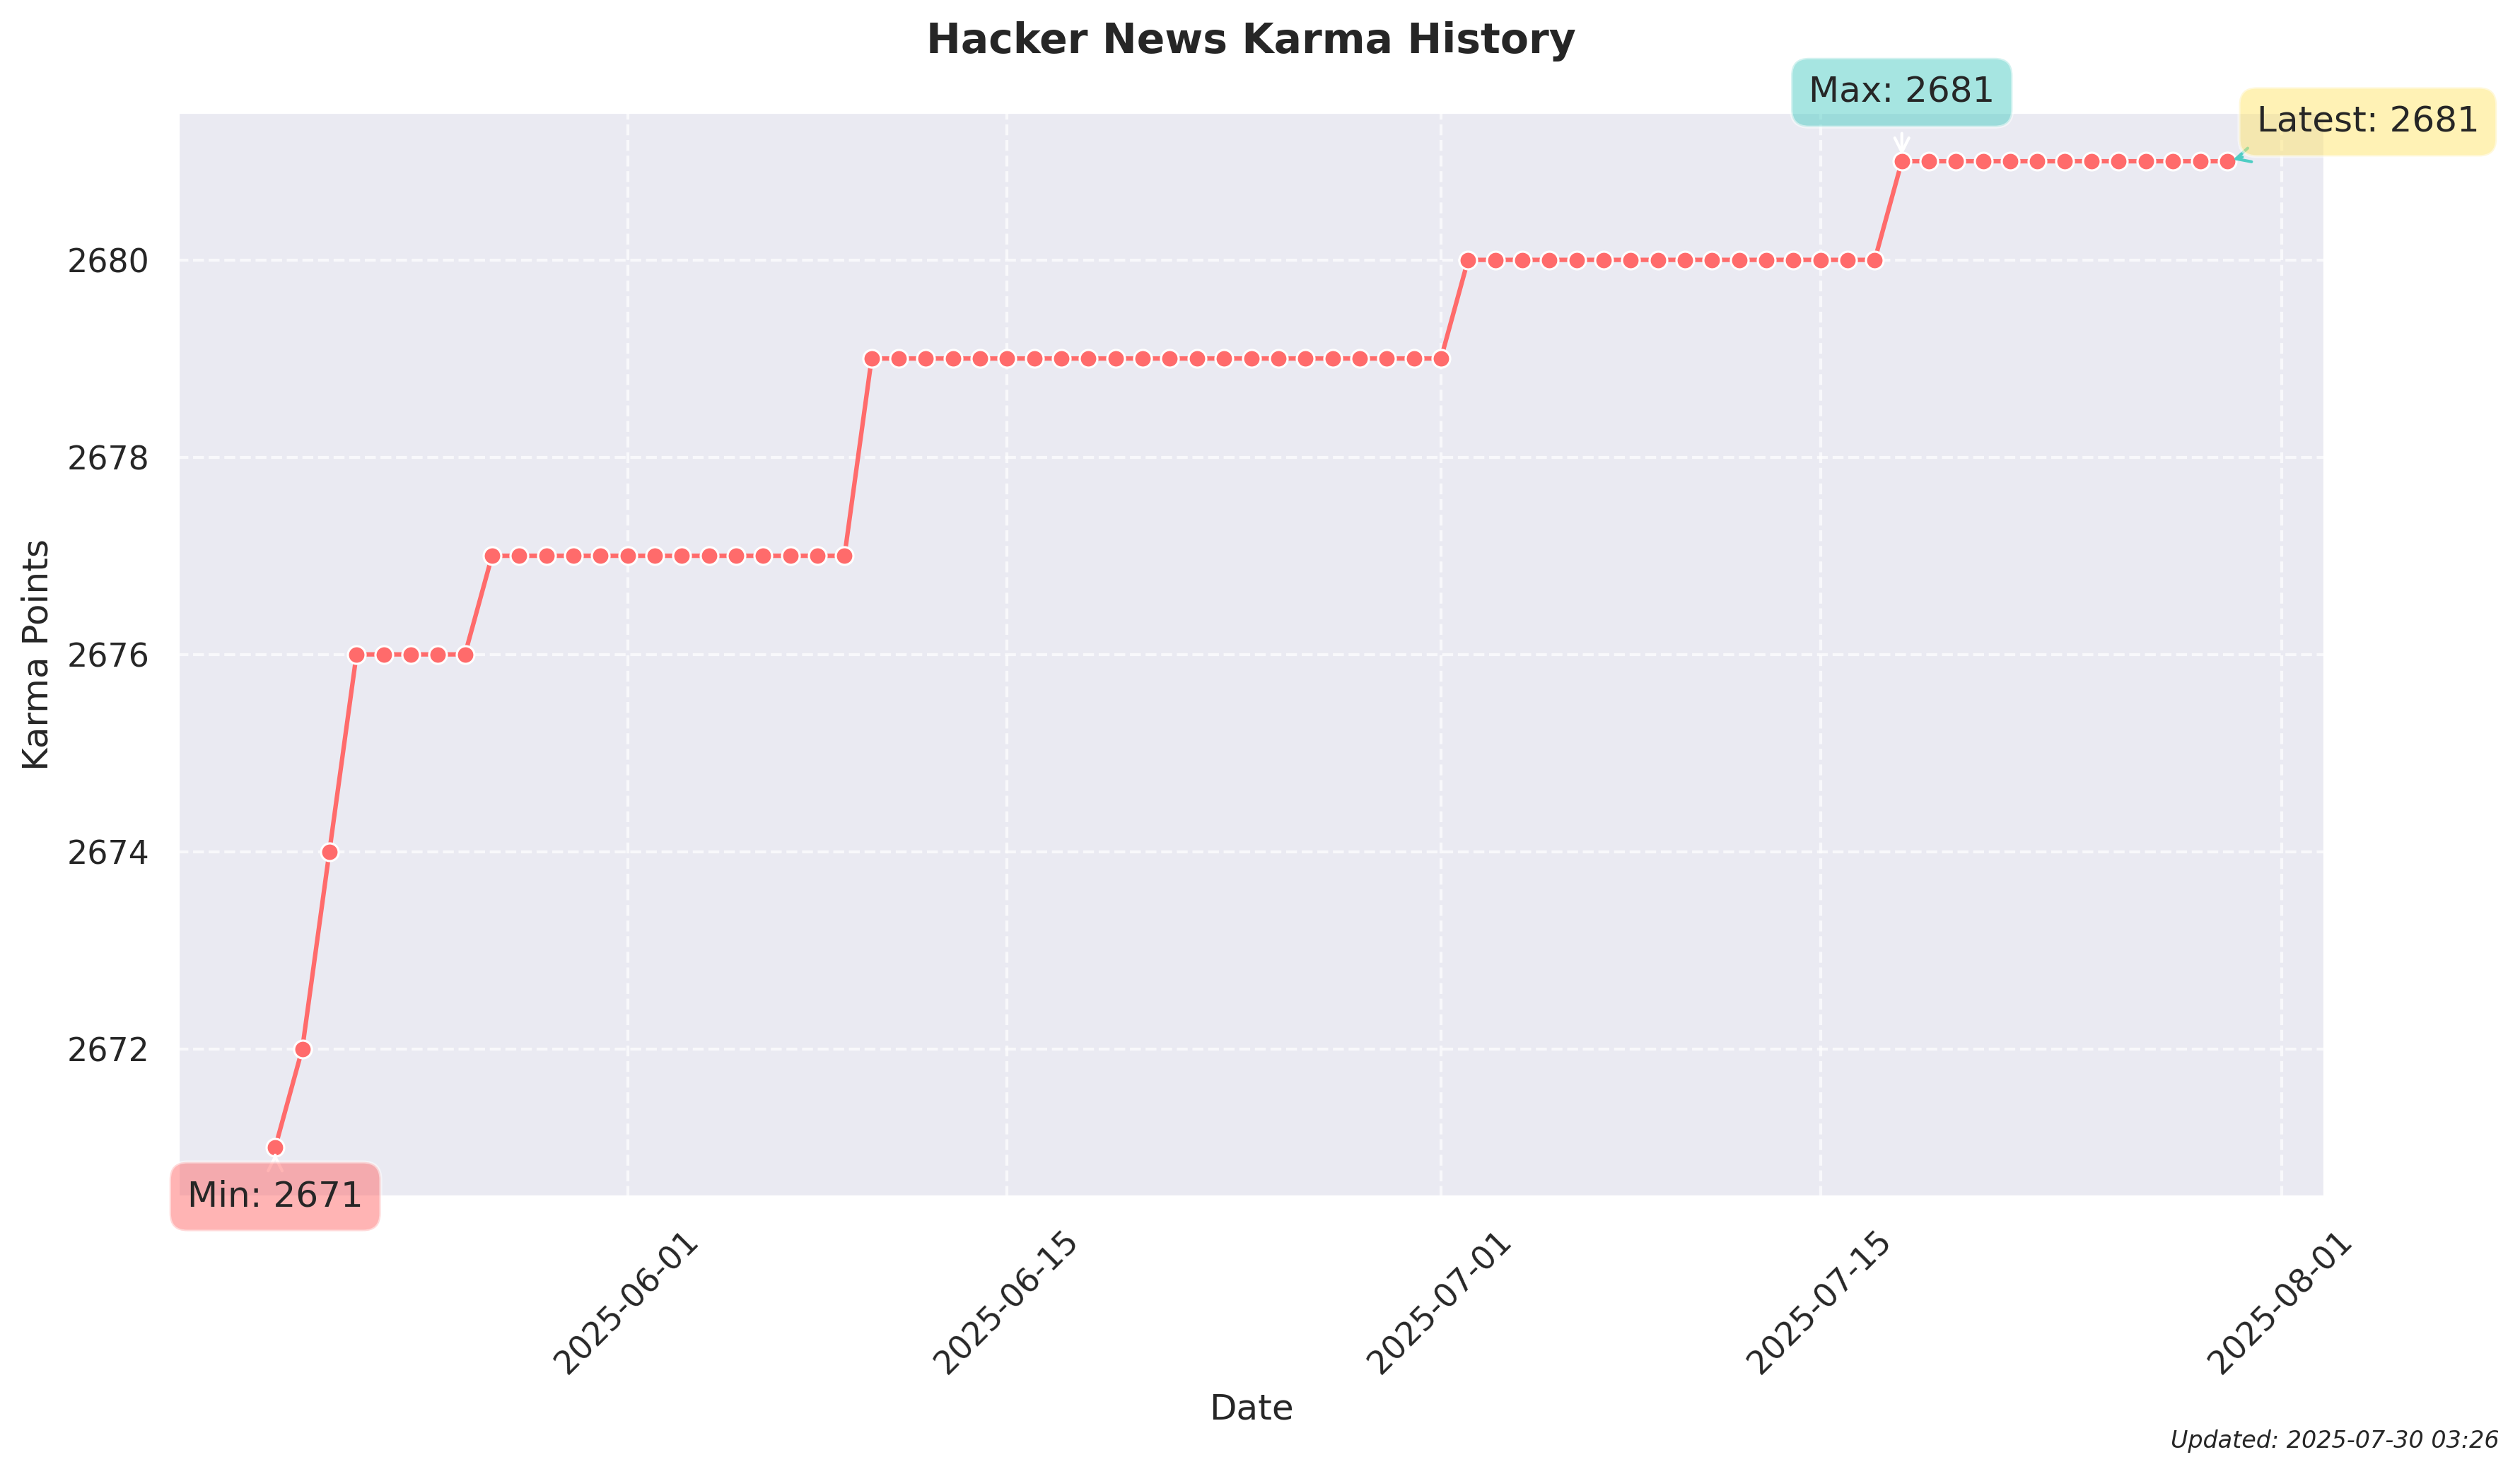 Hacker News Karma History
Max: 2681
Latest: 2681
2680
2678
2676
2674
2672
Karma Points
Min: 2671
2025-06-01
2025-06-15
2025-07-01
2025-07-15
2025-08-01
Date
Updated: 2025-07-30 03:26